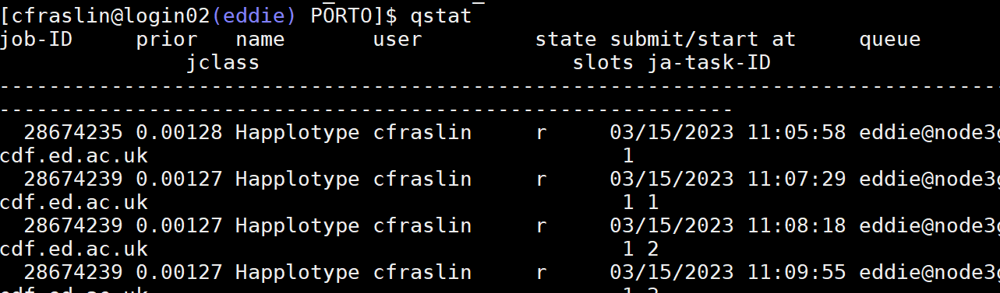 [cfraslin@login02(eddie) PORTO]$ qstat
job-ID     prior   name       user         state submit/start at     queue
               jclass                         slots ja-task-ID
--------------------------------------------------------------------------------
-----------------------------------------------------------
  28674235 0.00128 Happlotype cfraslin     r     03/15/2023 11:05:58 eddie@node3g
cdf.ed.ac.uk                                      1
  28674239 0.00127 Happlotype cfraslin     r     03/15/2023 11:07:29 eddie@node3g
cdf.ed.ac.uk                                      1 1
  28674239 0.00127 Happlotype cfraslin     r     03/15/2023 11:08:18 eddie@node3g
cdf.ed.ac.uk                                      1 2
  28674239 0.00127 Happlotype cfraslin     r     03/15/2023 11:09:55 eddie@node3g
cdf.ed.ac.uk                                      1 3